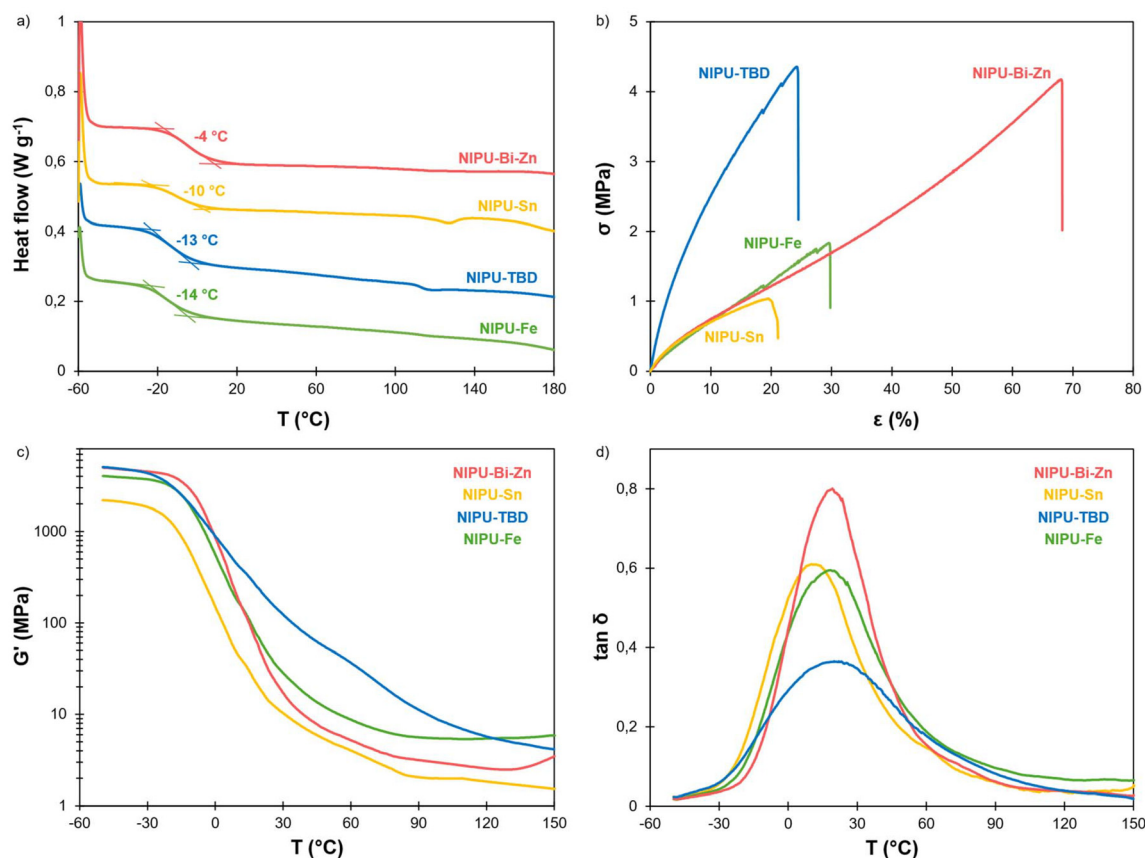 a)
1
0,8
0,6
0,4
0,2
0
Heat flow (W g⁻¹)
-4 °C
NIPU-Bi-Zn
-10 °C
NIPU-Sn
-13 °C
NIPU-TBD
-14 °C
NIPU-Fe
-60 -20 20 60 100 140 180
T (°C)
b)
5
4
3
2
1
0
σ (MPa)
NIPU-TBD
NIPU-Bi-Zn
NIPU-Fe
NIPU-Sn
0 10 20 30 40 50 60 70 80
ε (%)
c)
1000
100
10
1
G' (MPa)
NIPU-Bi-Zn
NIPU-Sn
NIPU-TBD
NIPU-Fe
-60 -30 0 30 60 90 120 150
T (°C)
d)
0,8
0,6
0,4
0,2
0
tan δ
NIPU-Bi-Zn
NIPU-Sn
NIPU-TBD
NIPU-Fe
-60 -30 0 30 60 90 120 150
T (°C)